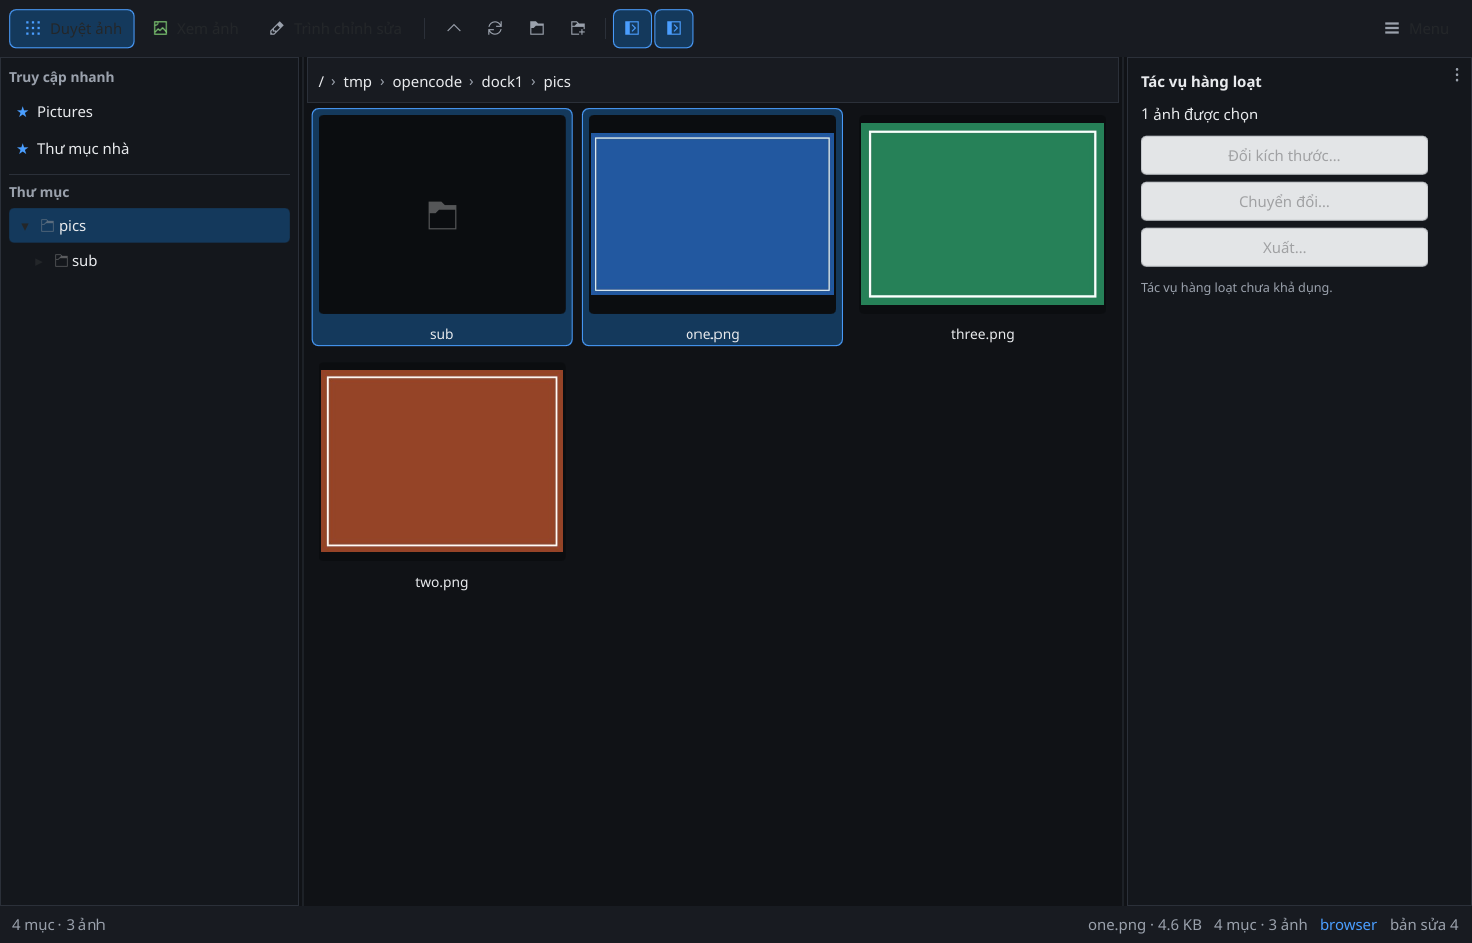 Duyệt ảnh Xem ảnh Trình chỉnh sửa Menu
Truy cập nhanh
Pictures
Thư mục nhà
Thư mục
pics
sub
/ › tmp › opencode › dock1 › pics
sub
one.png
three.png
two.png
Tác vụ hàng loạt
1 ảnh được chọn
Đổi kích thước...
Chuyển đổi...
Xuất...
Tác vụ hàng loạt chưa khả dụng.
4 mục · 3 ảnh
one.png · 4.6 KB 4 mục · 3 ảnh browser bản sửa 4